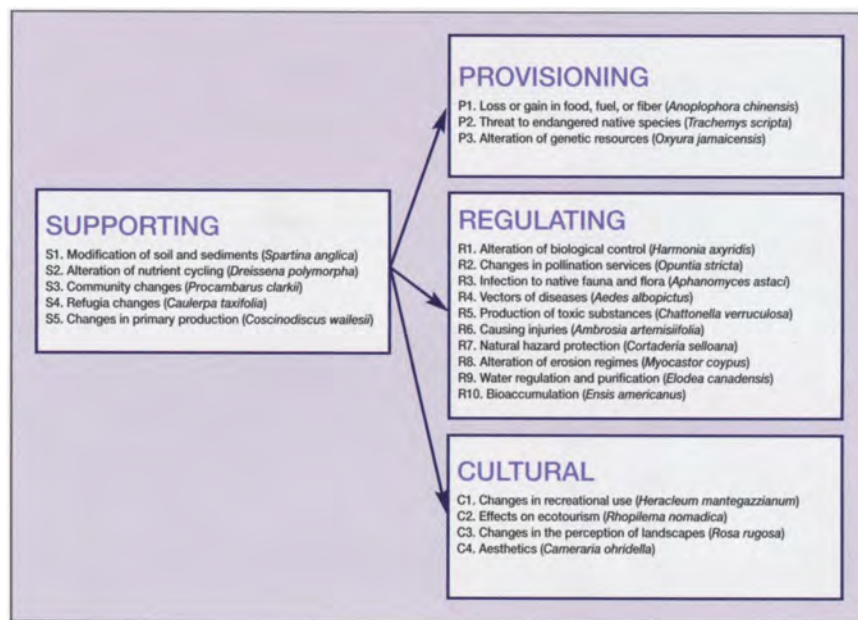 PROVISIONING
P1. Loss or gain in food, fuel, or fiber (Anoplophora chinensis)
P2. Threat to endangered native species (Trachemys scripta)
P3. Alteration of genetic resources (Oxyura jamaicensis)
SUPPORTING
S1. Modification of soil and sediments (Spartina anglica)
S2. Alteration of nutrient cycling (Dreissena polymorpha)
S3. Community changes (Procambarus clarkii)
S4. Refugia changes (Caulerpa taxifolia)
S5. Changes in primary production (Coscinodiscus wailesii)
REGULATING
R1. Alteration of biological control (Harmonia axyridis)
R2. Changes in pollination services (Opuntia stricta)
R3. Infection to native fauna and flora (Aphanomyces astaci)
R4. Vectors of diseases (Aedes albopictus)
R5. Production of toxic substances (Chattonella verruculosa)
R6. Causing injuries (Ambrosia artemisiifolia)
R7. Natural hazard protection (Cortaderia selloana)
R8. Alteration of erosion regimes (Myocastor coypus)
R9. Water regulation and purification (Elodea canadensis)
R10. Bioaccumulation (Ensis americanus)
CULTURAL
C1. Changes in recreational use (Heracleum mantegazzianum)
C2. Effects on ecotourism (Rhopilema nomadica)
C3. Changes in the perception of landscapes (Rosa rugosa)
C4. Aesthetics (Cameraria ohridella)